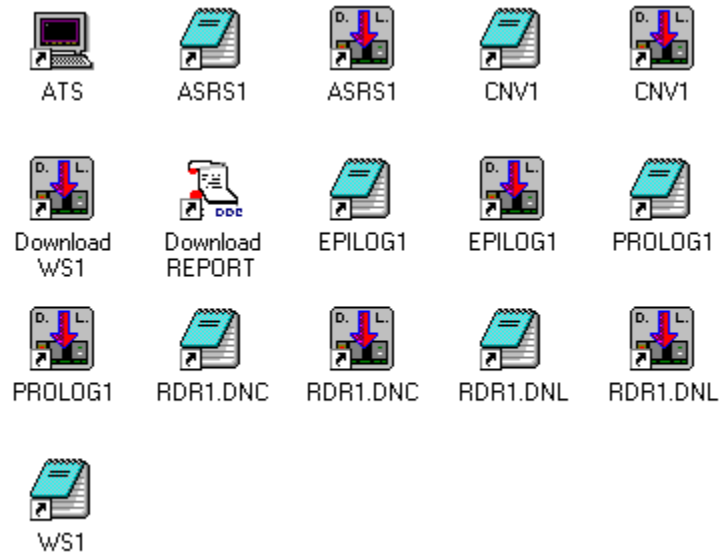 ATS ASRS1 D. L. ASRS1 CNV1 D. L. CNV1
D. L. Download DDE Download EPILOG1 D. L. EPILOG1 PROLOG1
WS1 REPORT
D. L. PROLOG1 RDR1.DNC D. L. RDR1.DNC RDR1.DNL D. L. RDR1.DNL
WS1